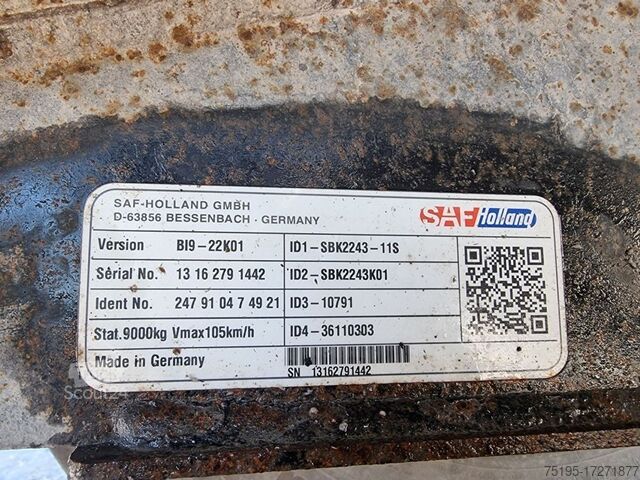 SAF-HOLLAND GMBH
D-63856 BESSENBACH - GERMANY
SAF Holland
Version BI9-22K01 ID1-SBK2243-11S
Serial No. 13 16 279 1442 ID2-SBK2243K01
Ident No. 247 91 04 7 49 21 ID3-10791
Stat.9000kg Vmax105km/h ID4-36110303
Made in Germany
SN 13162791442
Scout24
75195-17271877